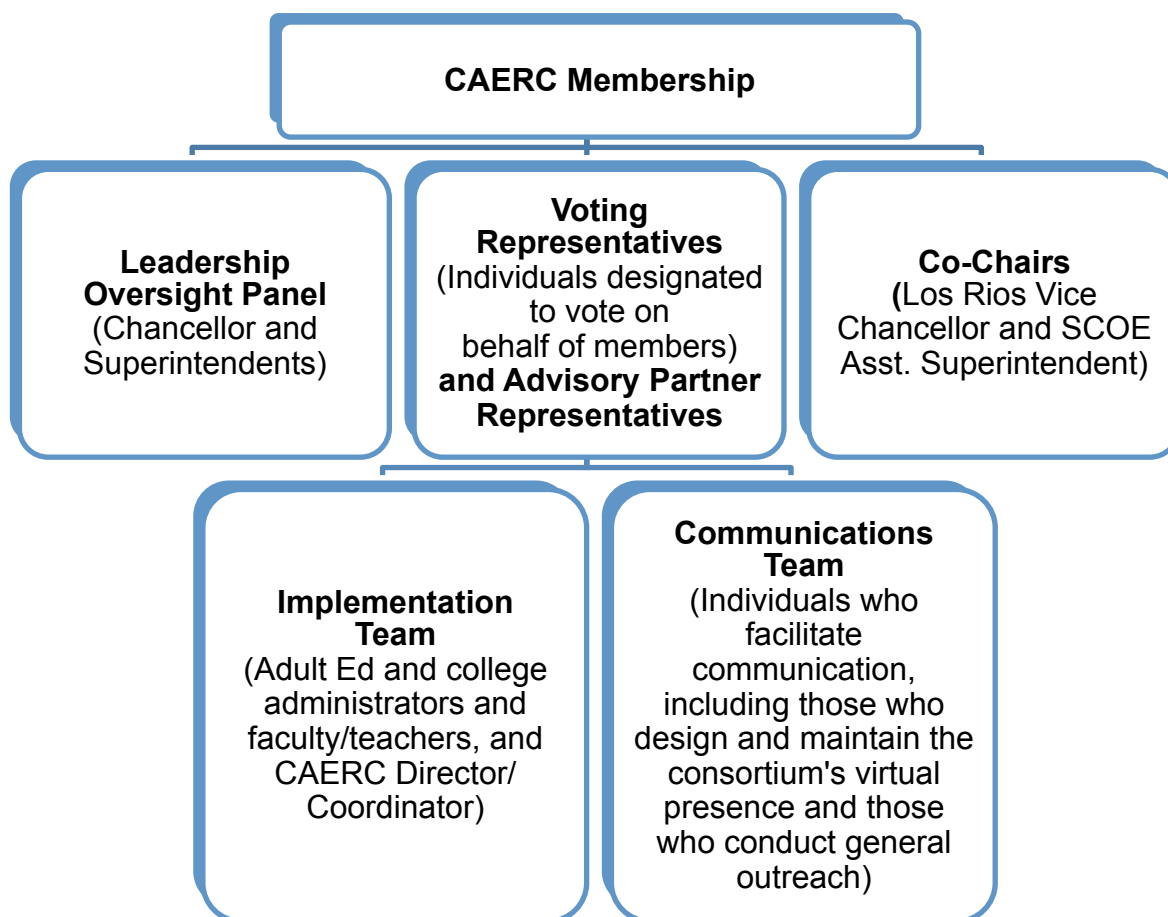 CAERC Membership
Leadership
Oversight Panel
(Chancellor and
Superintendents)
Voting
Representatives
(Individuals designated
to vote on
behalf of members)
and Advisory Partner
Representatives
Co-Chairs
(Los Rios Vice
Chancellor and SCOE
Asst. Superintendent)
Implementation
Team
(Adult Ed and college
administrators and
faculty/teachers, and
CAERC Director/
Coordinator)
Communications
Team
(Individuals who
facilitate
communication,
including those who
design and maintain the
consortium's virtual
presence and those
who conduct general
outreach)